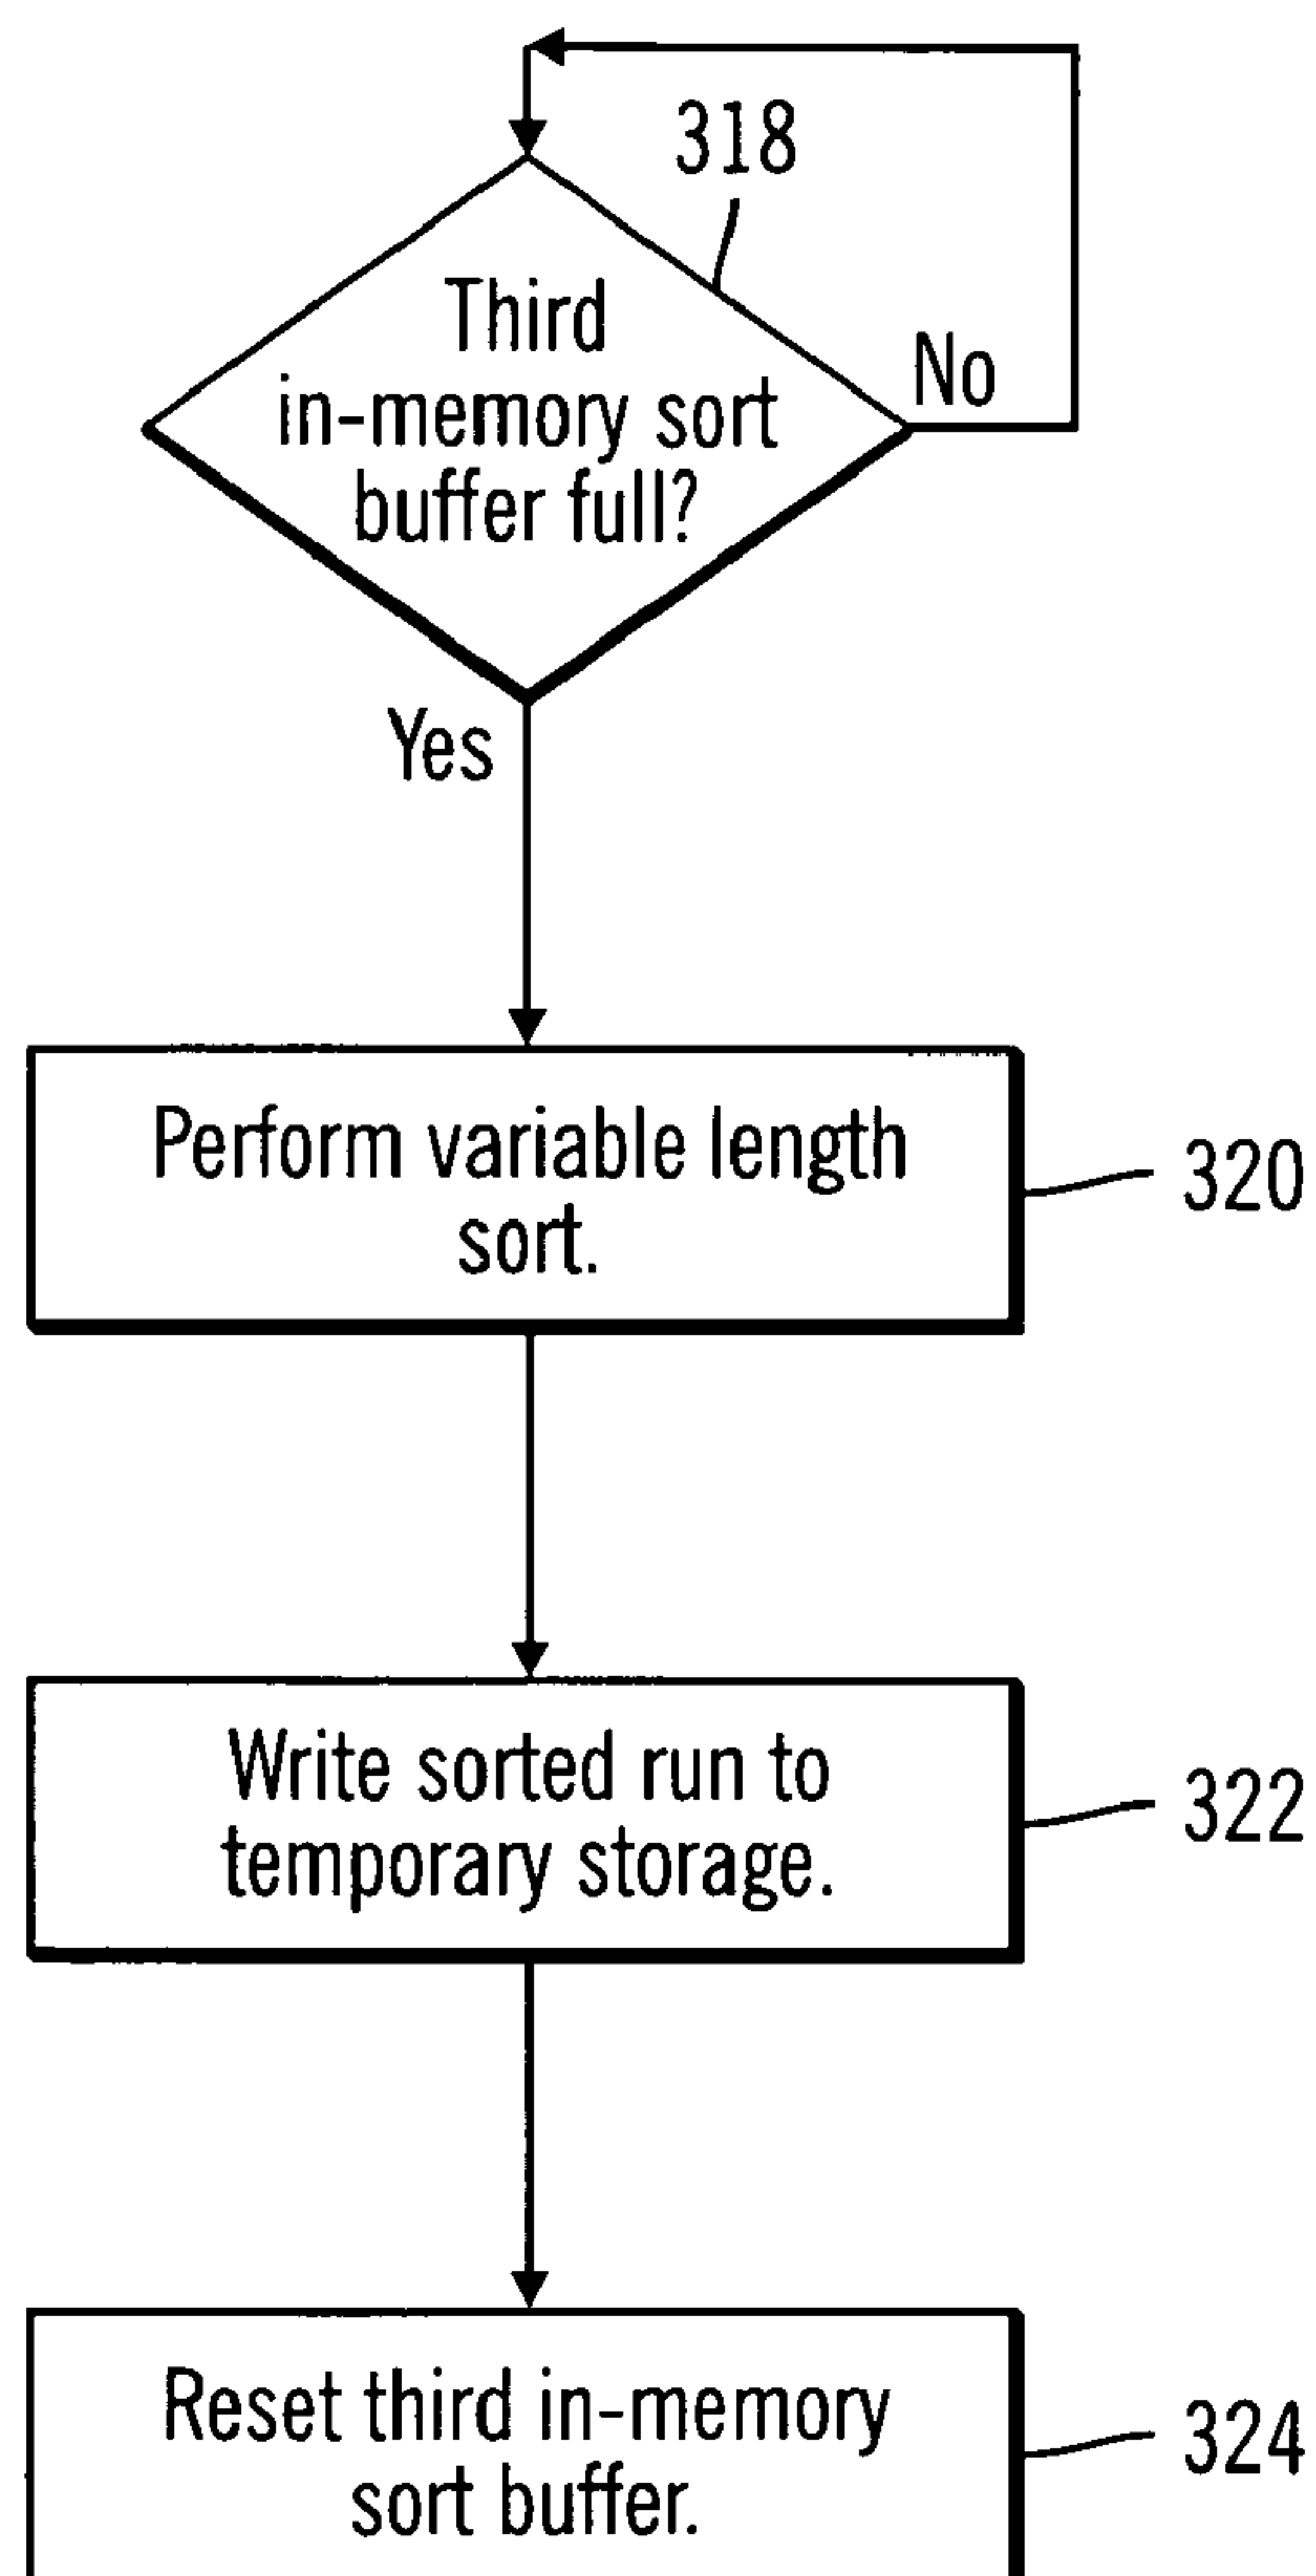 318
Third
in-memory sort
buffer full?
No
Yes
Perform variable length
sort.
320
Write sorted run to
temporary storage.
322
Reset third in-memory
sort buffer.
324